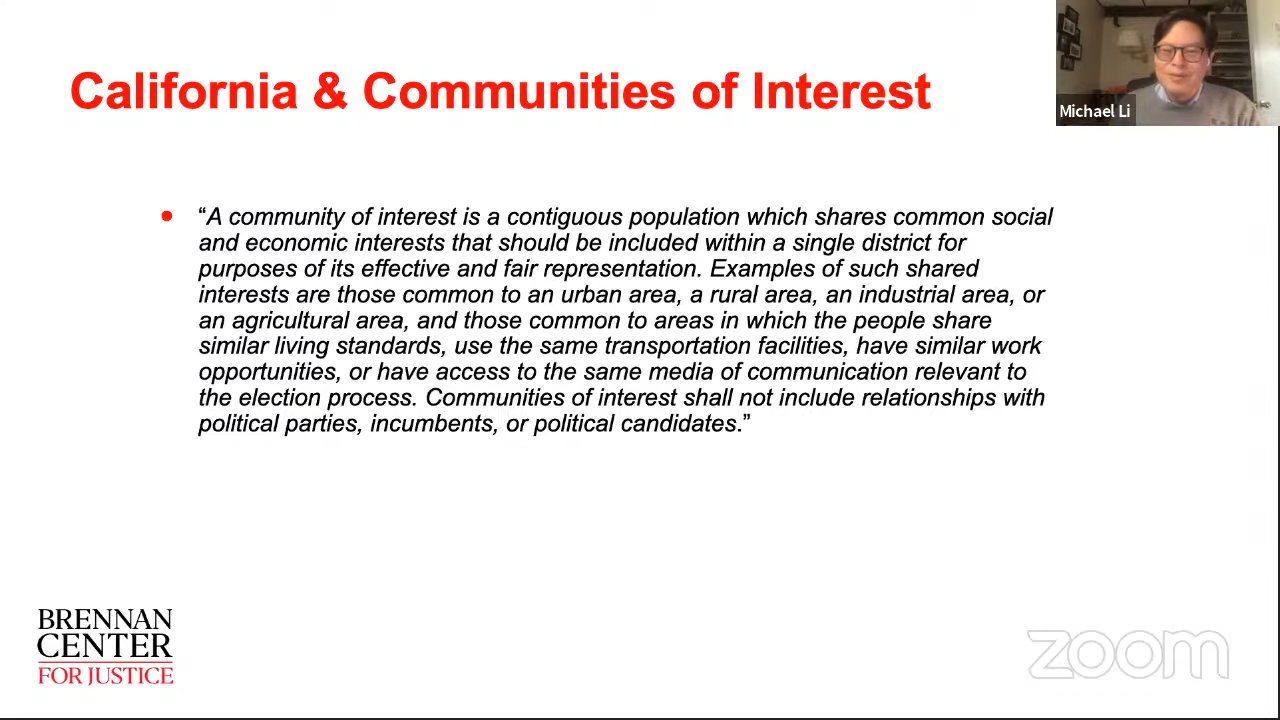 California & Communities of Interest
Michael Li
• “A community of interest is a contiguous population which shares common social
and economic interests that should be included within a single district for
purposes of its effective and fair representation. Examples of such shared
interests are those common to an urban area, a rural area, an industrial area, or
an agricultural area, and those common to areas in which the people share
similar living standards, use the same transportation facilities, have similar work
opportunities, or have access to the same media of communication relevant to
the election process. Communities of interest shall not include relationships with
political parties, incumbents, or political candidates.”
BRENNAN
CENTER
FOR JUSTICE
zoom